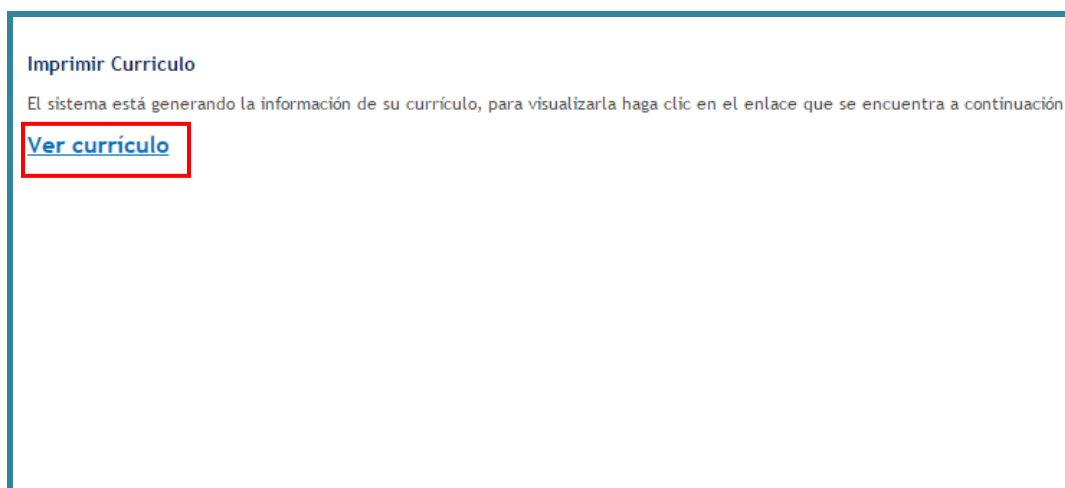 Imprimir Curriculo
El sistema está generando la información de su currículo, para visualizarla haga clic en el enlace que se encuentra a continuación
Ver currículo